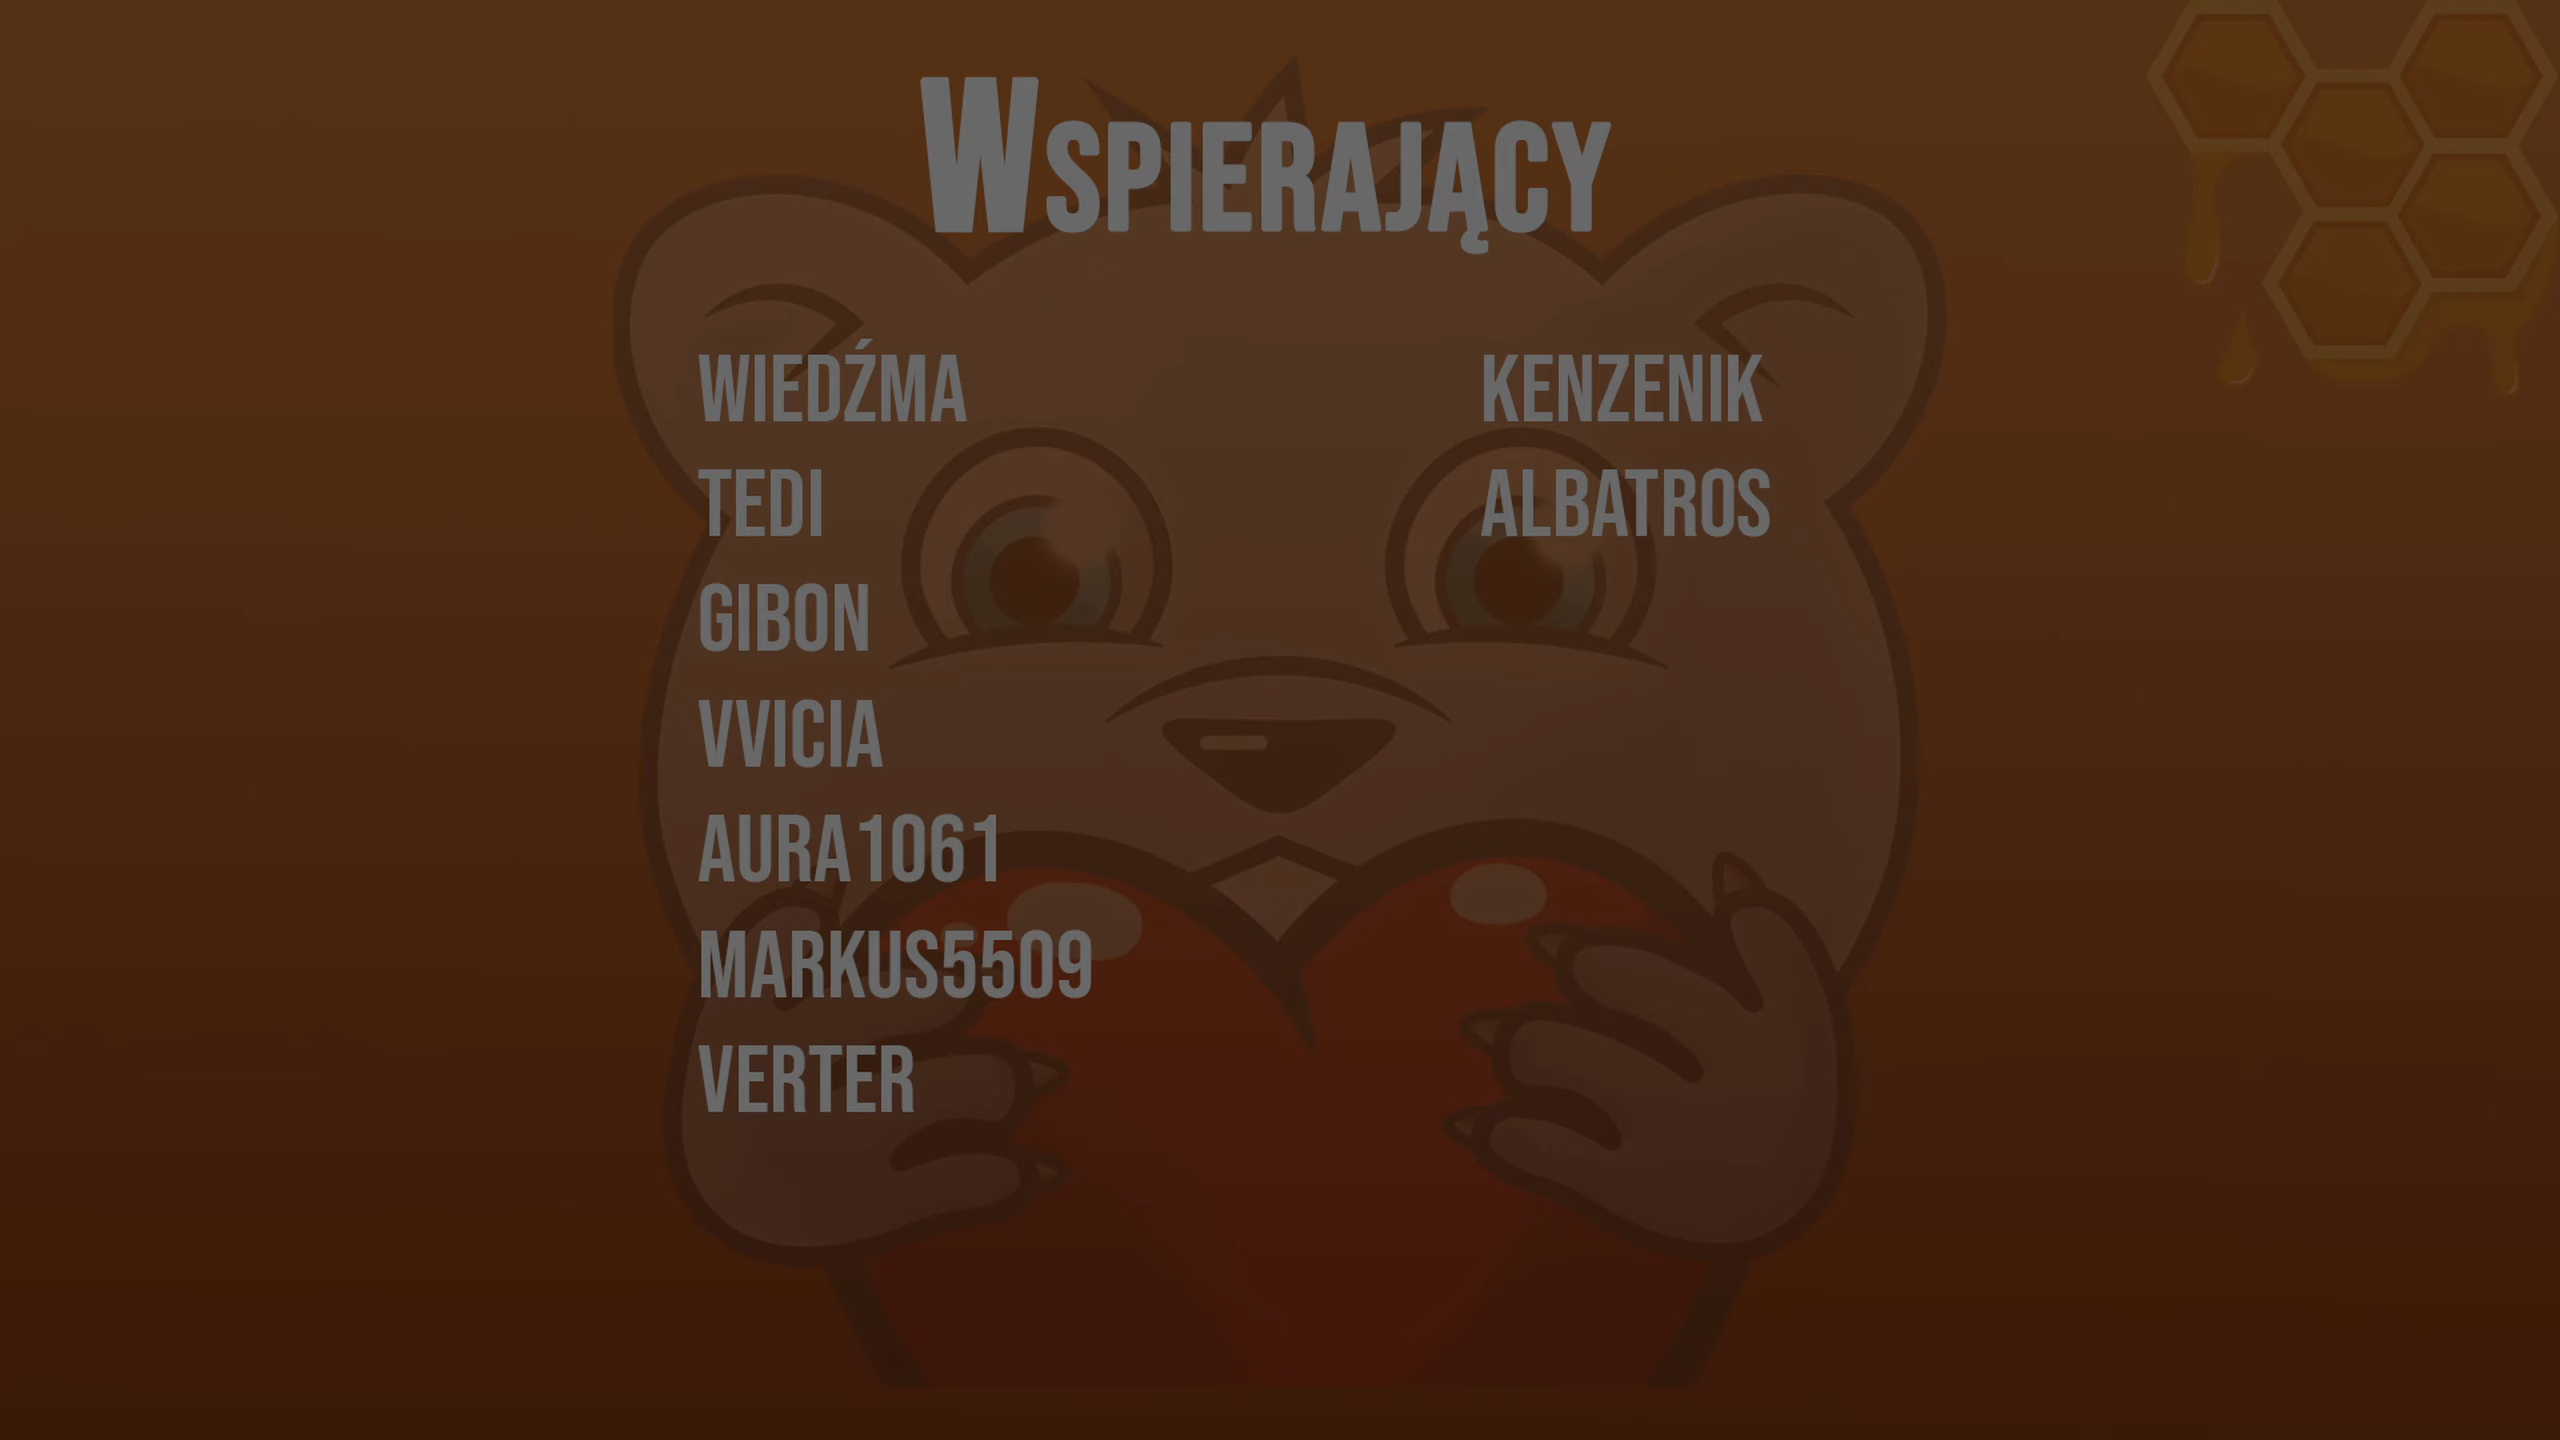 Wspierający
WIEDŹMA
TEDI
GIBON
VVICIA
AURA1061
MARKUS5509
VERTER
KENZENIK
ALBATROS